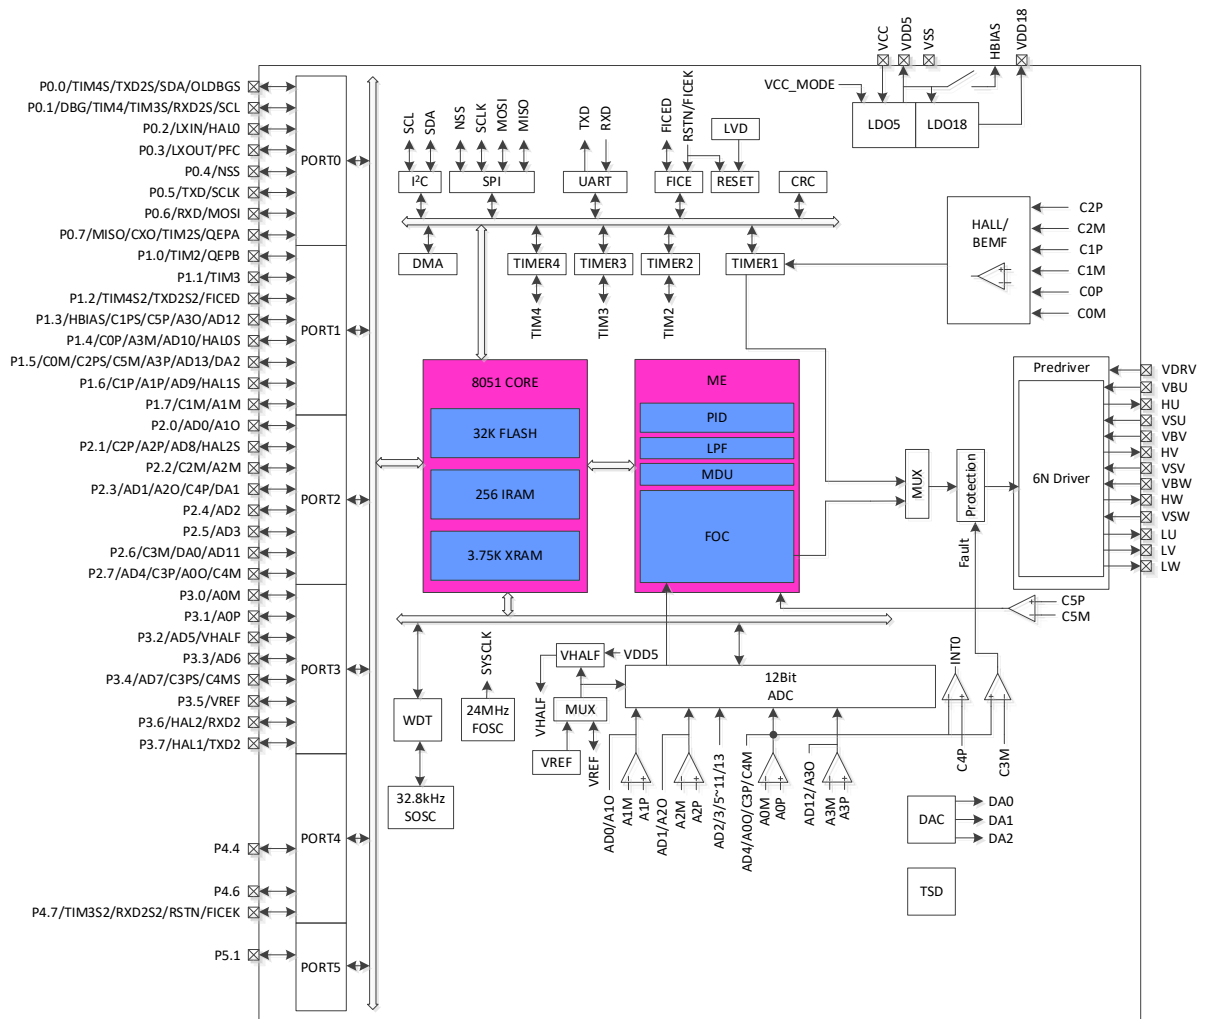 VCC
VDD5
VSS
HBIAS
VDD18
VCC_MODE
LDO5
LDO18
P0.0/TIM4S/TXD2S/SDA/OLDBGS
P0.1/DBG/TIM4/TIM3S/RXD2S/SCL
P0.2/LXIN/HAL0
P0.3/LXOUT/PFC
P0.4/NSS
P0.5/TXD/SCLK
P0.6/RXD/MOSI
P0.7/MISO/CXO/TIM2S/QEPA
PORT0
P1.0/TIM2/QEPB
P1.1/TIM3
P1.2/TIM4S2/TXD2S2/FICED
P1.3/HBIAS/C1PS/C5P/A3O/AD12
P1.4/C0P/A3M/AD10/HAL0S
P1.5/C0M/C2PS/C5M/A3P/AD13/DA2
P1.6/C1P/A1P/AD9/HAL1S
P1.7/C1M/A1M
PORT1
P2.0/AD0/A1O
P2.1/C2P/A2P/AD8/HAL2S
P2.2/C2M/A2M
P2.3/AD1/A2O/C4P/DA1
P2.4/AD2
P2.5/AD3
P2.6/C3M/DA0/AD11
P2.7/AD4/C3P/A0O/C4M
PORT2
P3.0/A0M
P3.1/A0P
P3.2/AD5/VHALF
P3.3/AD6
P3.4/AD7/C3PS/C4MS
P3.5/VREF
P3.6/HAL2/RXD2
P3.7/HAL1/TXD2
PORT3
P4.4
P4.6
P4.7/TIM3S2/RXD2S2/RSTN/FICEK
PORT4
P5.1
PORT5
SCL
SDA
NSS
SCLK
MOSI
MISO
TXD
RXD
FICED
RSTN/FICEK
LVD
I²C
SPI
UART
FICE
RESET
CRC
DMA
TIMER4
TIMER3
TIMER2
TIMER1
TIM4
TIM3
TIM2
HALL/
BEMF
C2P
C2M
C1P
C1M
C0P
C0M
8051 CORE
32K FLASH
256 IRAM
3.75K XRAM
ME
PID
LPF
MDU
FOC
MUX
Protection
Fault
Predriver
6N Driver
VDRV
VBU
HU
VSU
VBV
HV
VSV
VBW
HW
VSW
LU
LV
LW
C5P
C5M
SYSCLK
WDT
24MHz
FOSC
32.8kHz
SOSC
VHALF
VDD5
VHALF
MUX
VREF
VREF
12Bit
ADC
INT0
C4P
C3M
AD0/A1O
A1M
A1P
AD1/A2O
A2M
A2P
AD2/3/5~11/13
AD4/A0O/C3P/C4M
A0M
A0P
AD12/A3O
A3M
A3P
DAC
DA0
DA1
DA2
TSD